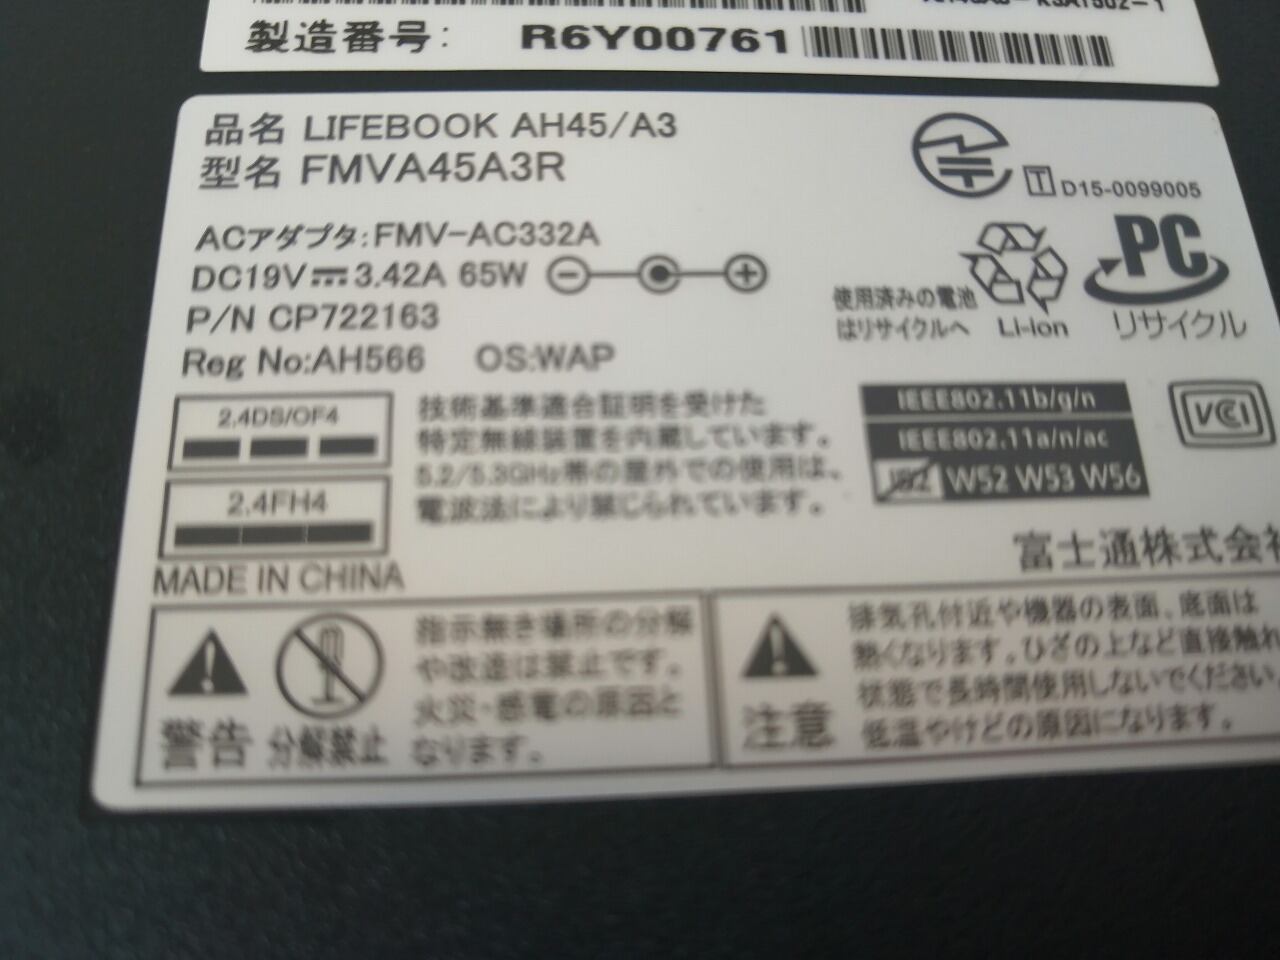 製造番号: R6Y00761
品名 LIFEBOOK AH45/A3
型名 FMVA45A3R
D15-0099005
ACアダプタ:FMV-AC332A
DC19V 3.42A 65W
P/N CP722163
Reg No:AH566 OS:WAP
使用済みの電池
はリサイクルへ
Li-ion
PC
リサイクル
2.4DS/OF4
2.4FH4
MADE IN CHINA
技術基準適合証明を受けた
特定無線装置を内蔵しています。
5.2/5.3GHz帯の屋外での使用は、
電波法により禁じられています。
IEEE802.11b/g/n
IEEE802.11a/n/ac
J52 W52 W53 W56
VCCI
富士通株式会社
警告
分解禁止
指示無き場所の分解
や改造は禁止です。
火災・感電の原因と
なります。
注意
排気孔付近や機器の表面、底面は
熱くなります。ひざの上など直接触れ
状態で長時間使用しないでください。
低温やけどの原因になります。